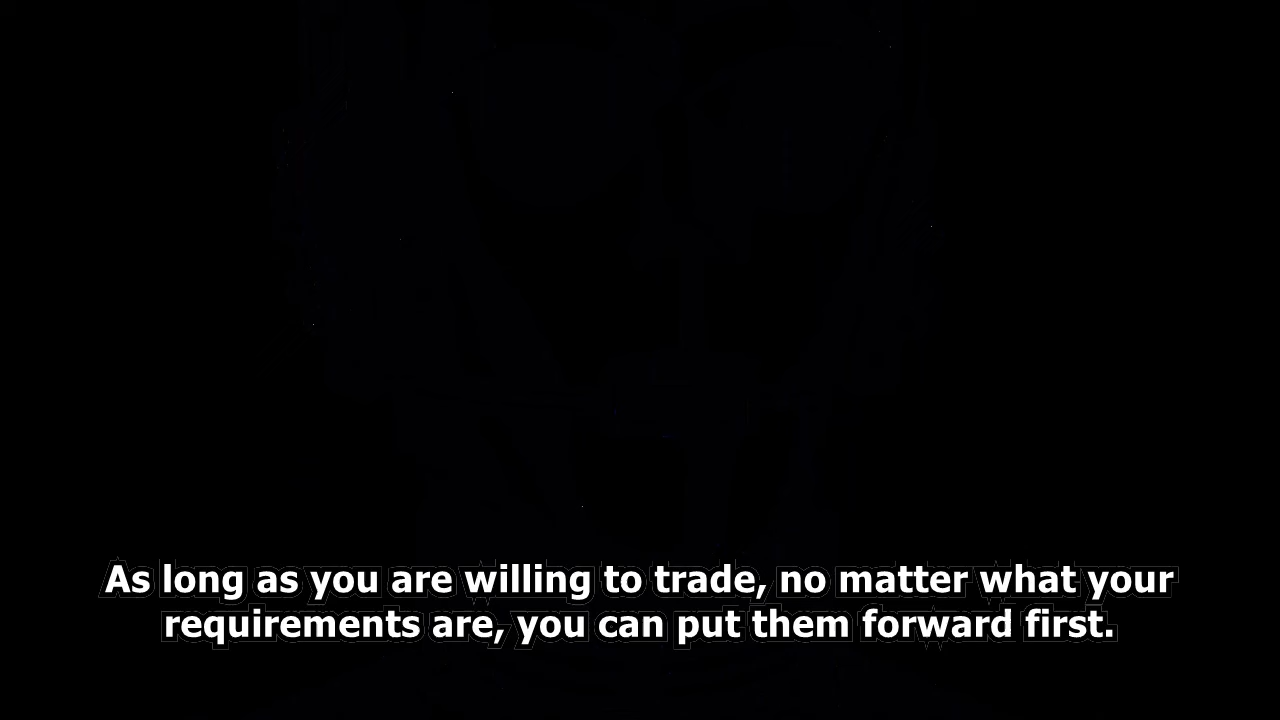 As long as you are willing to trade, no matter what your
requirements are, you can put them forward first.